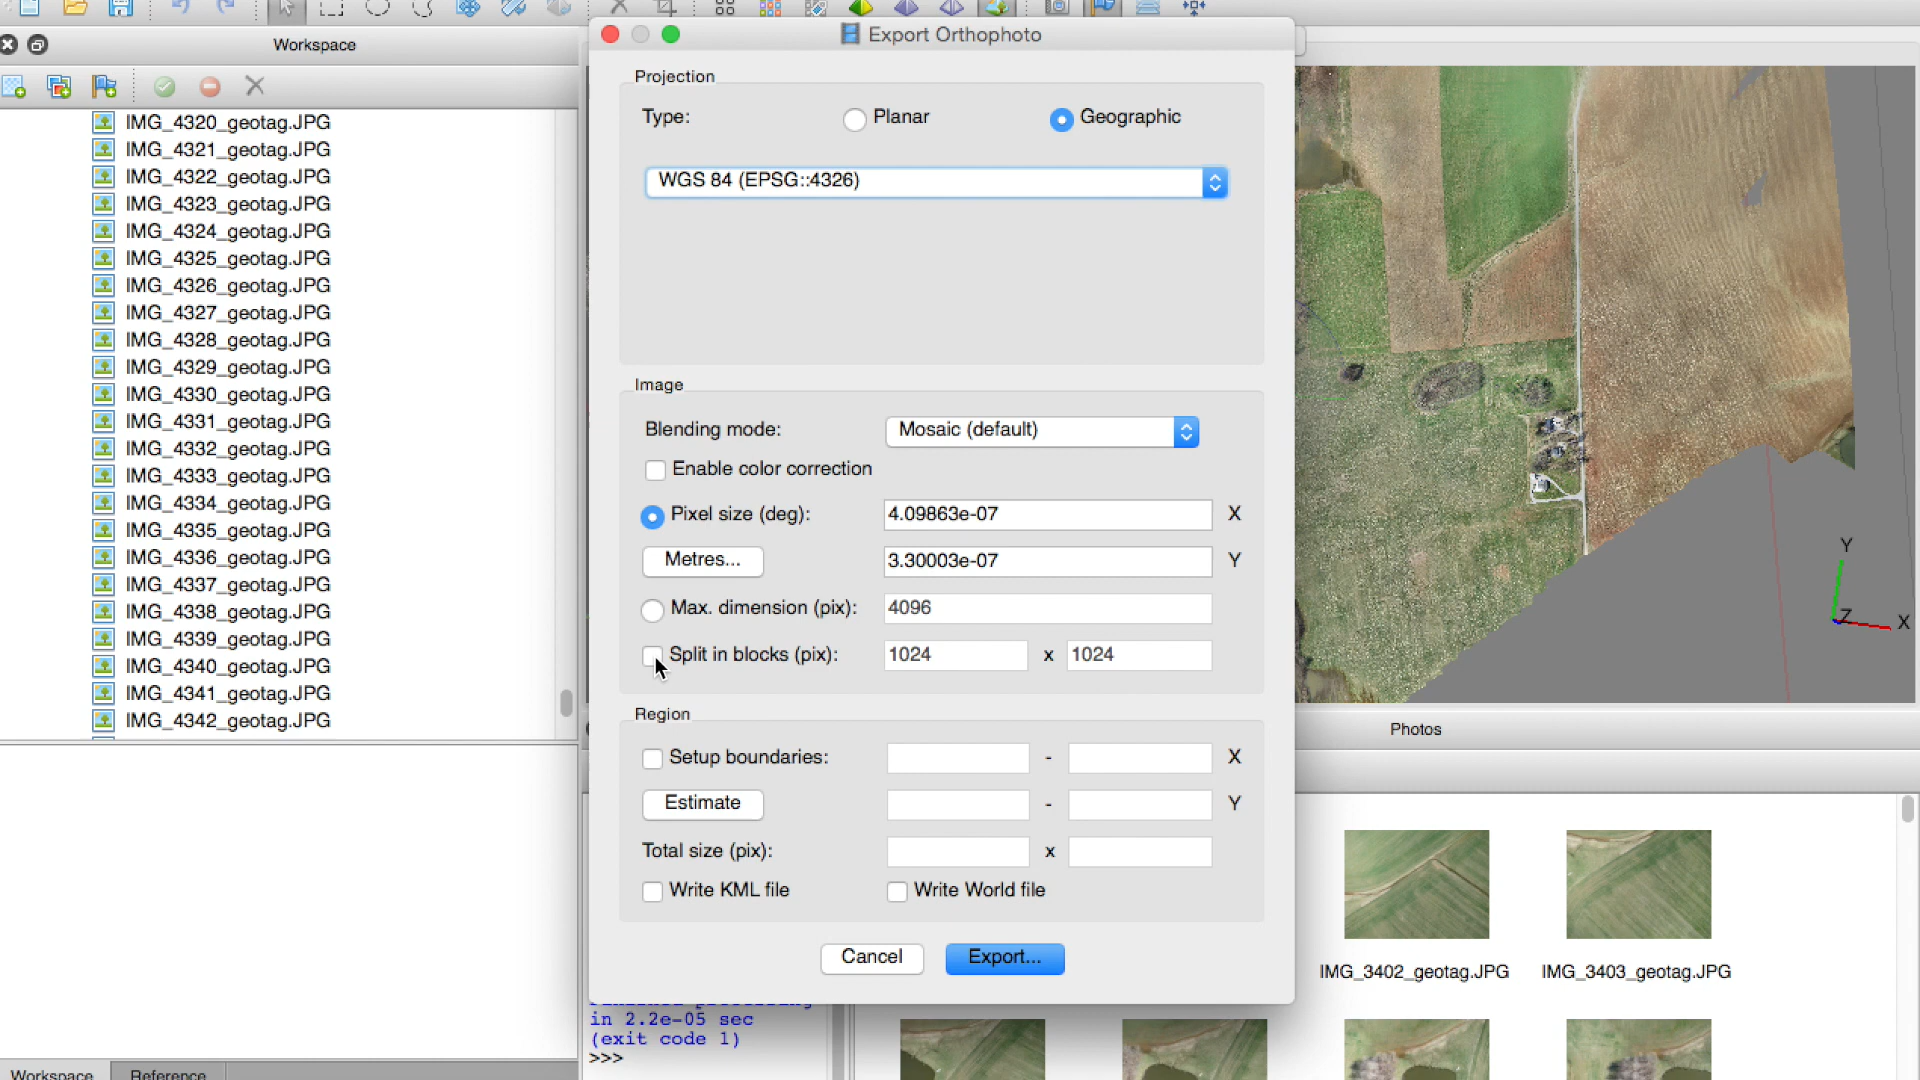 Workspace
IMG_4320_geotag.JPG
IMG_4321_geotag.JPG
IMG_4322_geotag.JPG
IMG_4323_geotag.JPG
IMG_4324_geotag.JPG
IMG_4325_geotag.JPG
IMG_4326_geotag.JPG
IMG_4327_geotag.JPG
IMG_4328_geotag.JPG
IMG_4329_geotag.JPG
IMG_4330_geotag.JPG
IMG_4331_geotag.JPG
IMG_4332_geotag.JPG
IMG_4333_geotag.JPG
IMG_4334_geotag.JPG
IMG_4335_geotag.JPG
IMG_4336_geotag.JPG
IMG_4337_geotag.JPG
IMG_4338_geotag.JPG
IMG_4339_geotag.JPG
IMG_4340_geotag.JPG
IMG_4341_geotag.JPG
IMG_4342_geotag.JPG
Workspace Reference
Export Orthophoto
Projection
Type: Planar Geographic
WGS 84 (EPSG::4326)
Image
Blending mode: Mosaic (default)
Enable color correction
Pixel size (deg): 4.09863e-07 X
Metres... 3.30003e-07 Y
Max. dimension (pix): 4096
Split in blocks (pix): 1024 x 1024
Region
Setup boundaries: - X
Estimate - Y
Total size (pix): x
Write KML file Write World file
Cancel Export...
in 2.2e-05 sec
(exit code 1)
>>>
Y
Z X
Photos
IMG_3402_geotag.JPG IMG_3403_geotag.JPG